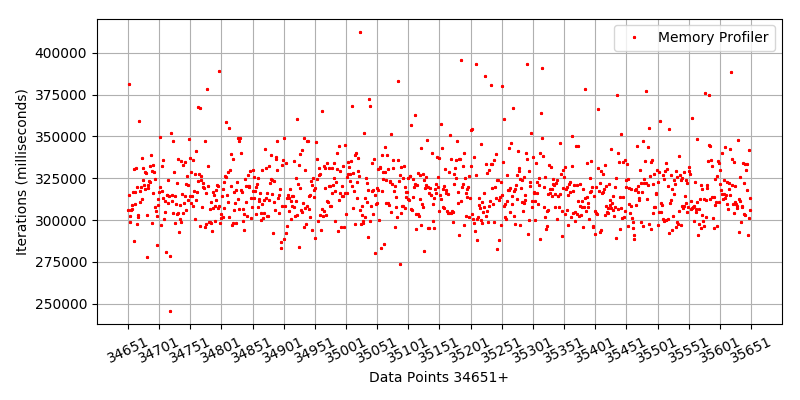 Memory Profiler
400000
375000
350000
325000
300000
275000
250000
Iterations (milliseconds)
34651 34701 34751 34801 34851 34901 34951 35001 35051 35101 35151 35201 35251 35301 35351 35401 35451 35501 35551 35601 35651
Data Points 34651+